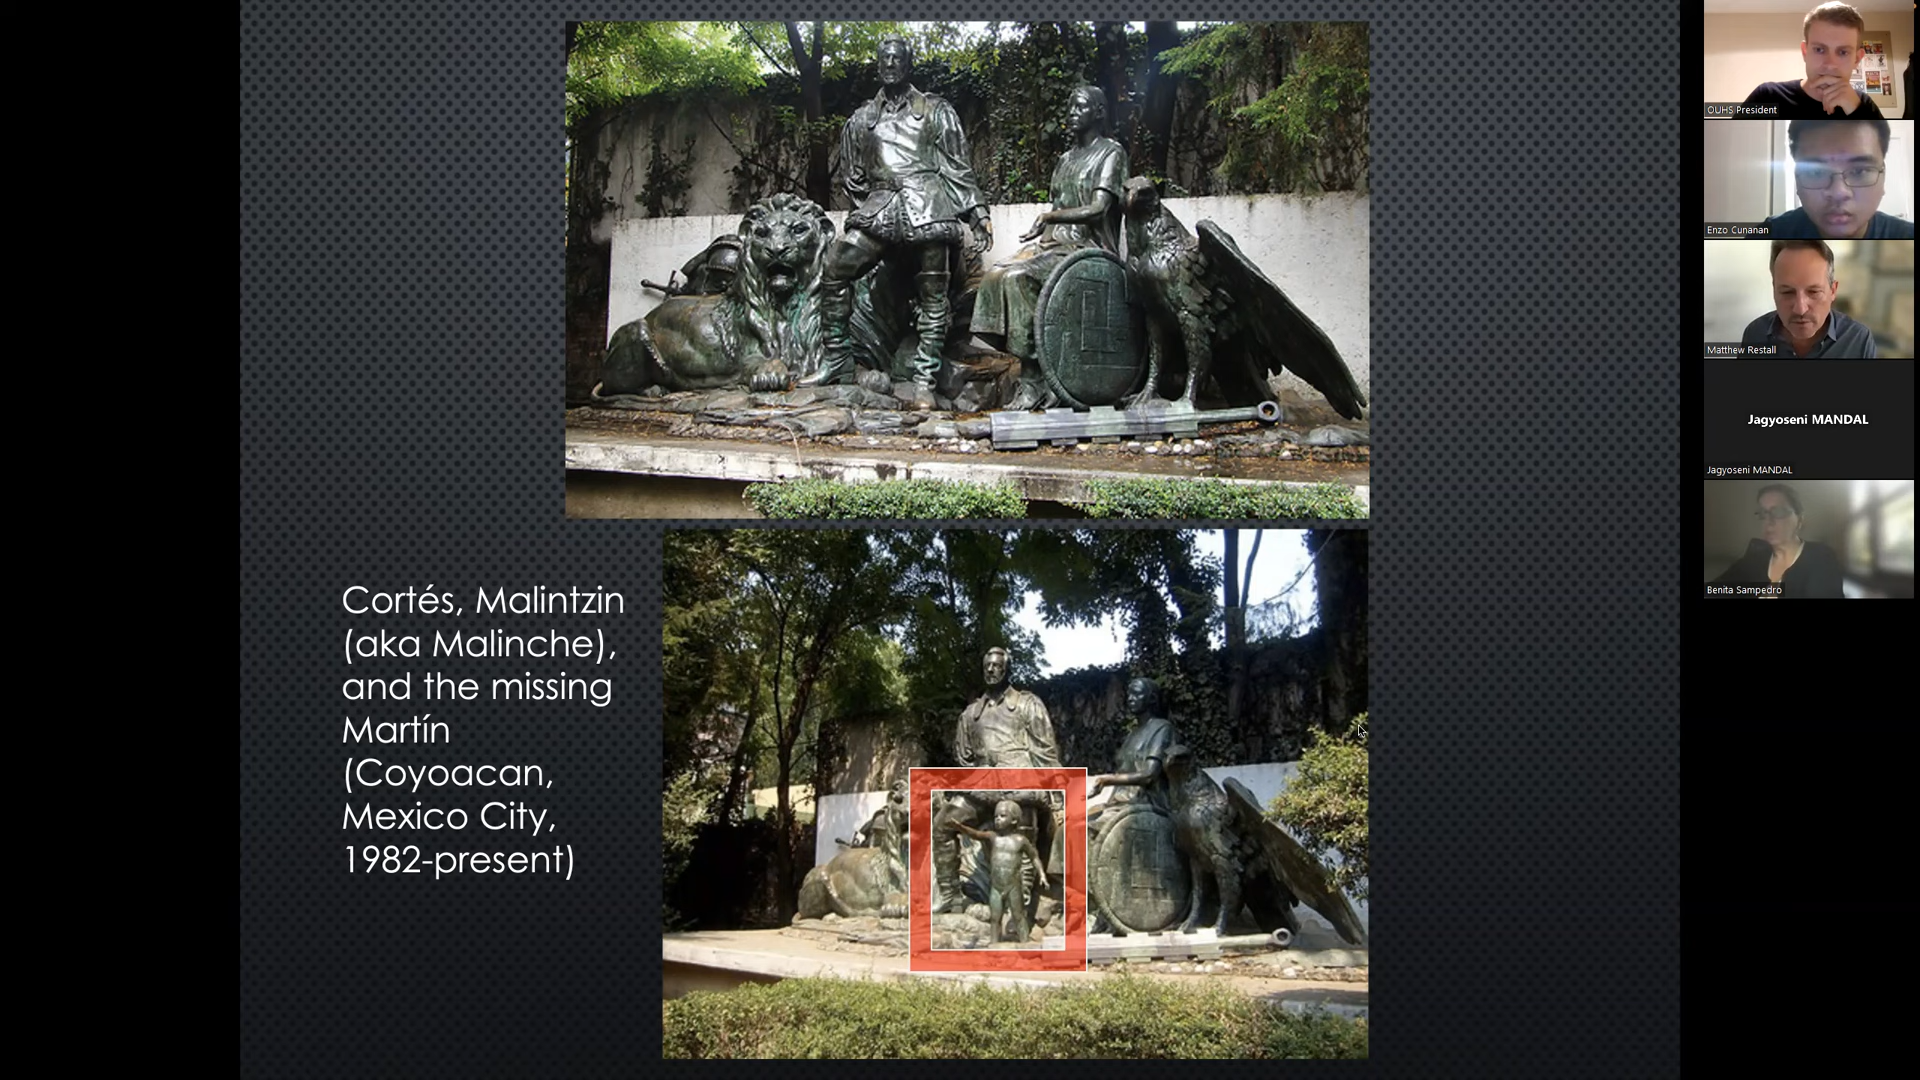 Cortés, Malintzin
(aka Malinche),
and the missing
Martín
(Coyoacan,
Mexico City,
1982-present)
OUHS President
Enzo Cunanan
Matthew Restall
Jagyoseni MANDAL
Jagyoseni MANDAL
Benita Sampedro